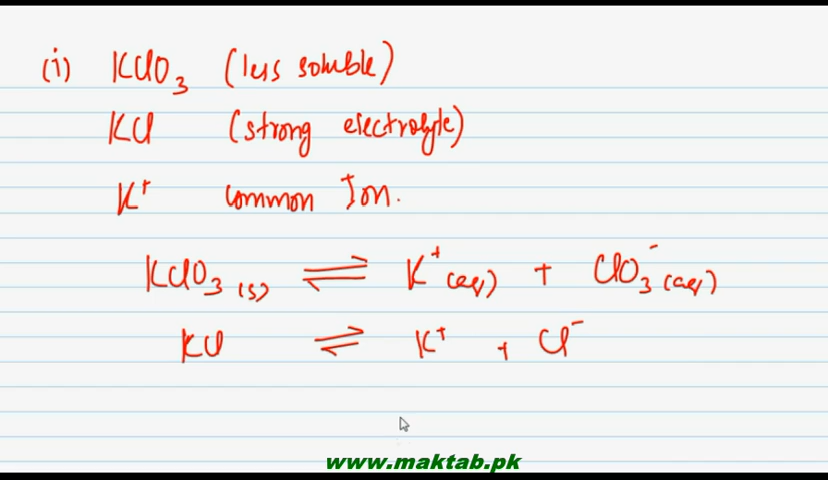 (i) KClO₃ (less soluble)
KCl (strong electrolyte)
K⁺ common Ion.
KClO₃ (s) ⇌ K⁺ (aq) + ClO₃⁻ (aq)
KCl ⇌ K⁺ + Cl⁻
www.maktab.pk